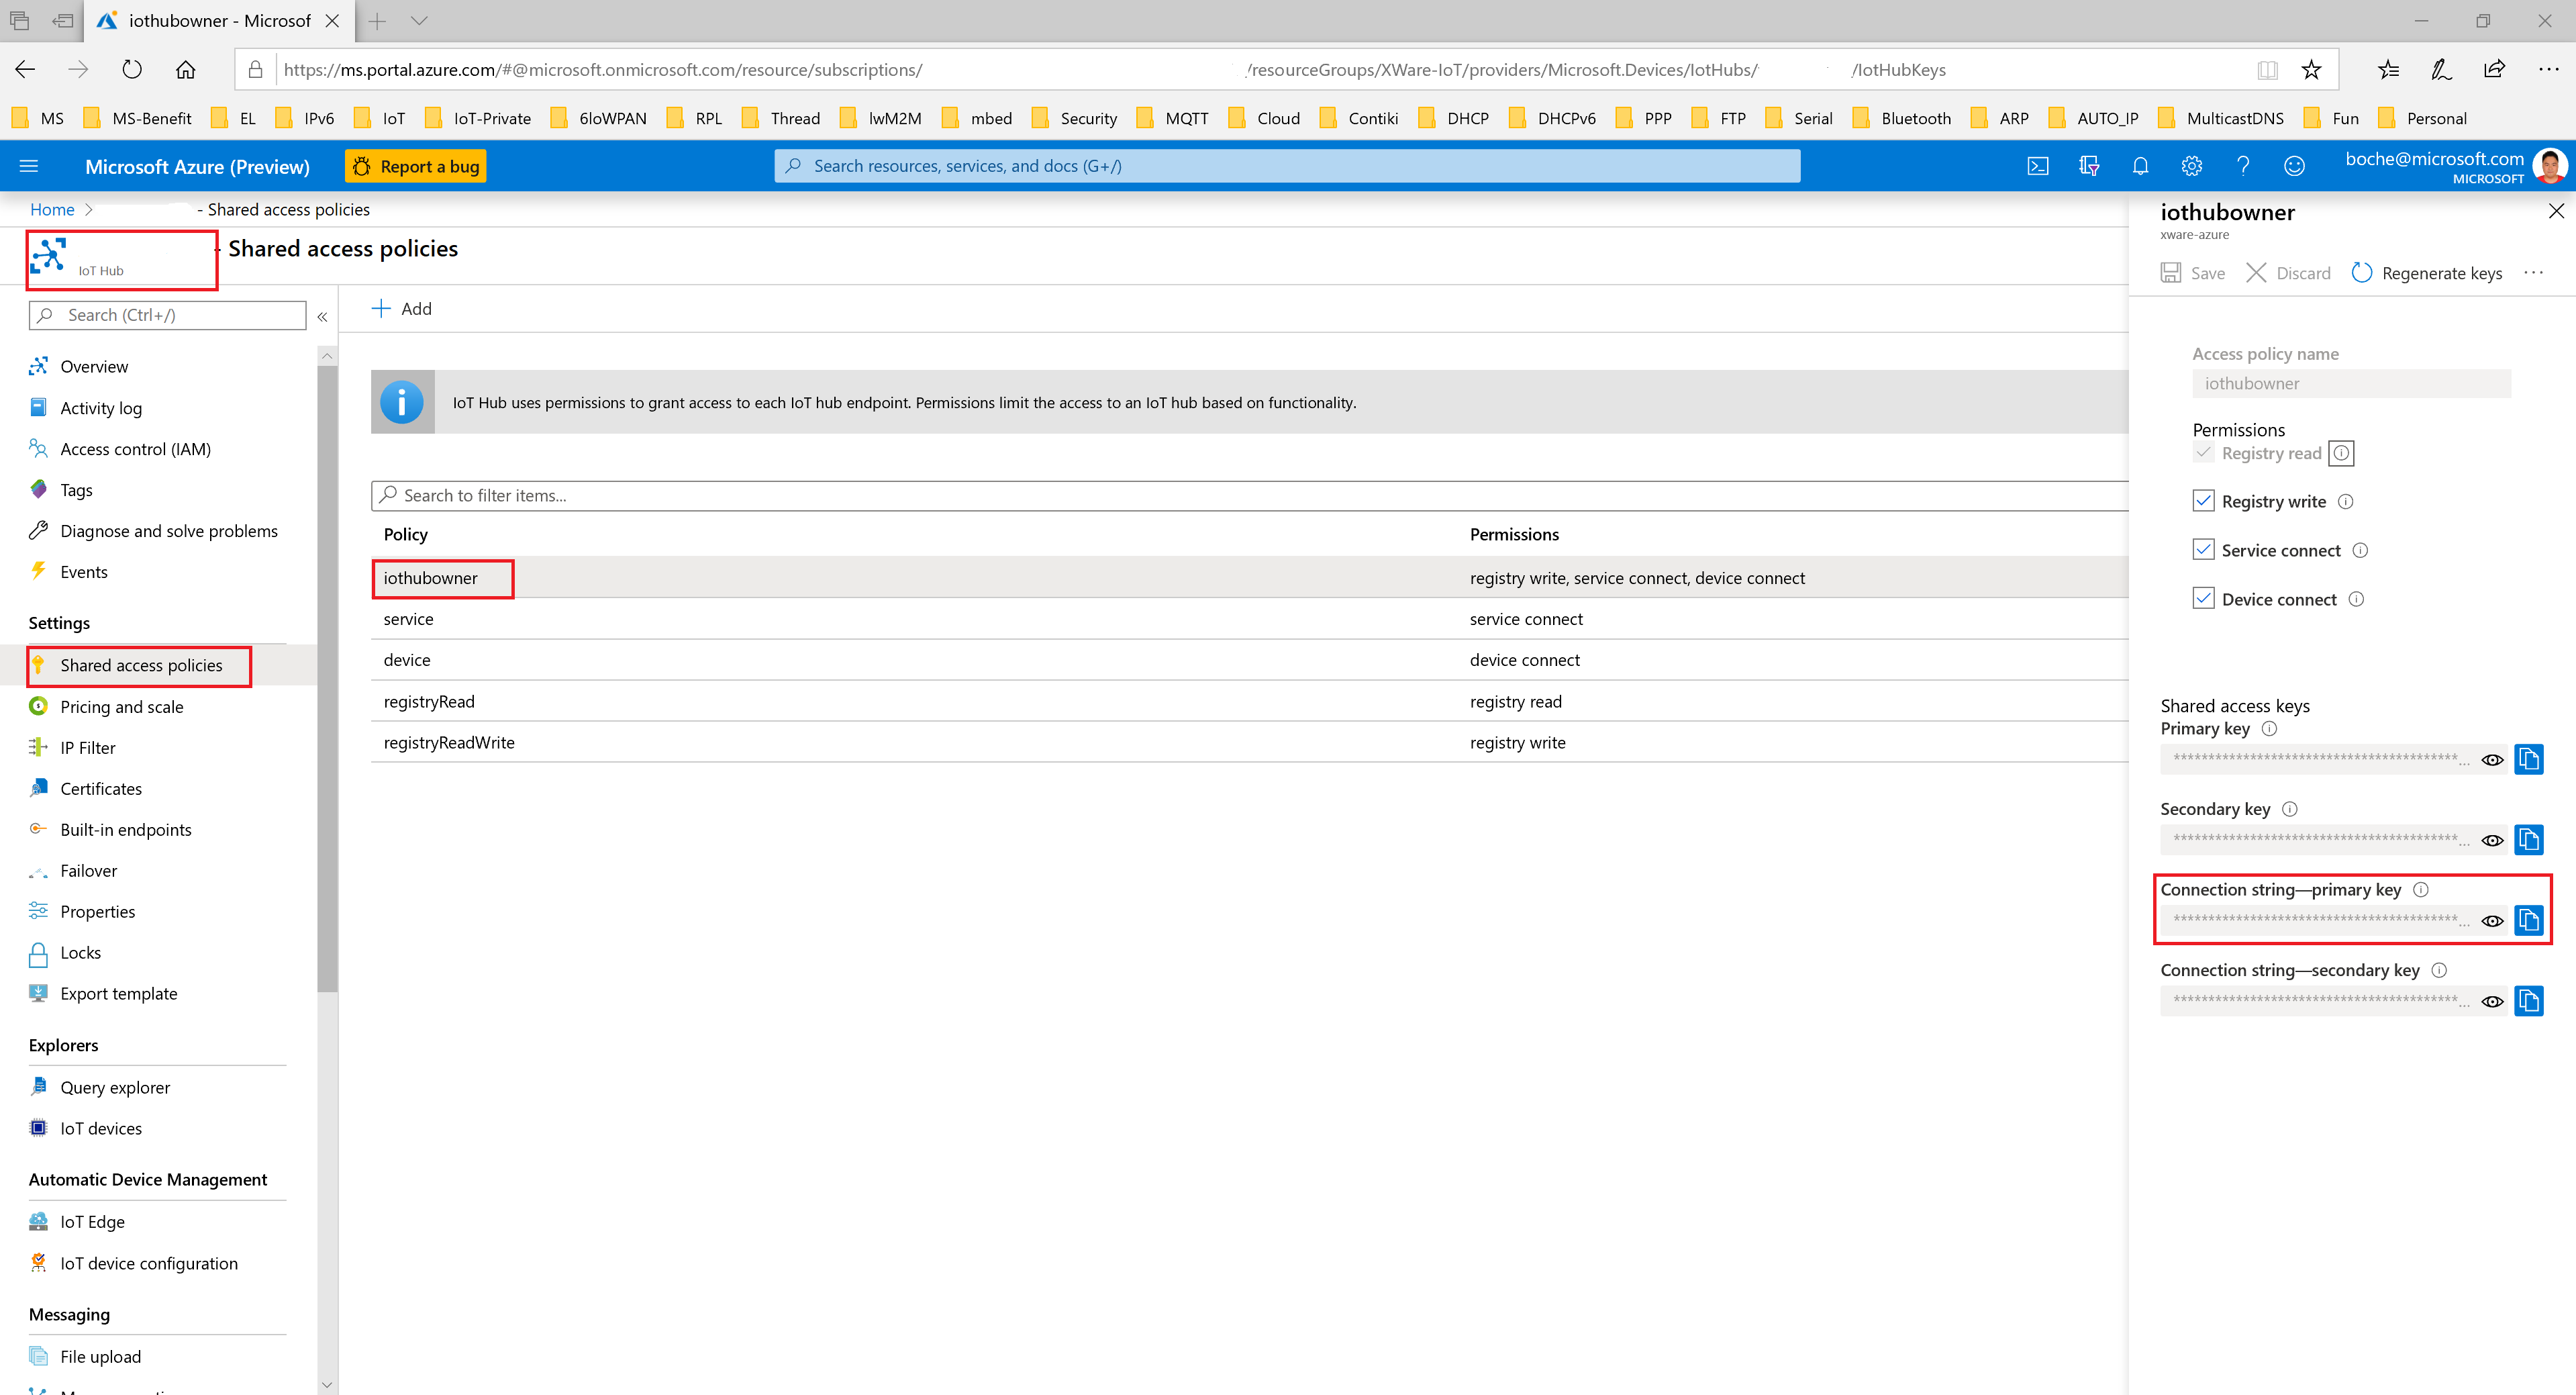 iothubowner - Microsof
https://ms.portal.azure.com/#@microsoft.onmicrosoft.com/resource/subscriptions/ /resourceGroups/XWare-IoT/providers/Microsoft.Devices/IotHubs/ /IotHubKeys
MS MS-Benefit EL IPv6 IoT IoT-Private 6loWPAN RPL Thread lwM2M mbed Security MQTT Cloud Contiki DHCP DHCPv6 PPP FTP Serial Bluetooth ARP AUTO_IP MulticastDNS Fun Personal
Microsoft Azure (Preview) Report a bug Search resources, services, and docs (G+/) boche@microsoft.com
MICROSOFT
Home > - Shared access policies
- Shared access policies
IoT Hub
Search (Ctrl+/)
Overview
Activity log
Access control (IAM)
Tags
Diagnose and solve problems
Events
Settings
Shared access policies
Pricing and scale
IP Filter
Certificates
Built-in endpoints
Failover
Properties
Locks
Export template
Explorers
Query explorer
IoT devices
Automatic Device Management
IoT Edge
IoT device configuration
Messaging
File upload
Add
IoT Hub uses permissions to grant access to each IoT hub endpoint. Permissions limit the access to an IoT hub based on functionality.
Search to filter items...
Policy Permissions
iothubowner registry write, service connect, device connect
service service connect
device device connect
registryRead registry read
registryReadWrite registry write
iothubowner
xware-azure
Save Discard Regenerate keys ...
Access policy name
iothubowner
Permissions
Registry read
Registry write
Service connect
Device connect
Shared access keys
Primary key
*****************************************...
Secondary key
*****************************************...
Connection string—primary key
*****************************************...
Connection string—secondary key
*****************************************...